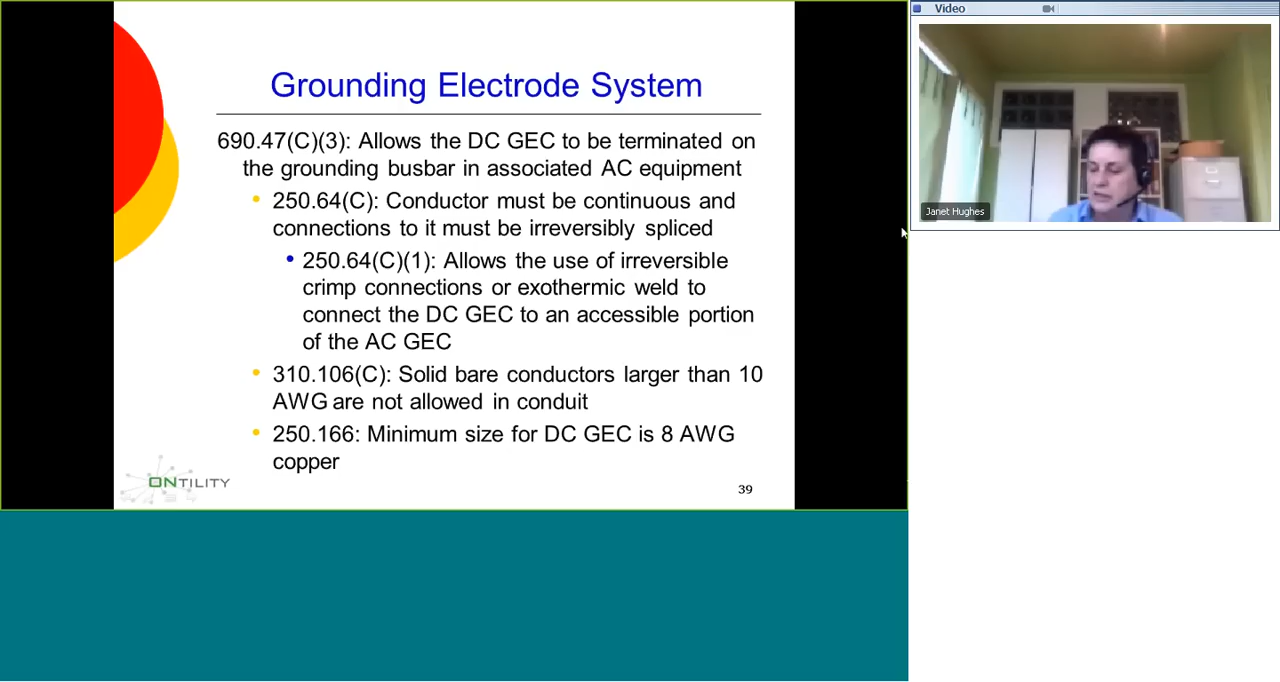 Grounding Electrode System
690.47(C)(3): Allows the DC GEC to be terminated on
the grounding busbar in associated AC equipment
• 250.64(C): Conductor must be continuous and
connections to it must be irreversibly spliced
• 250.64(C)(1): Allows the use of irreversible
crimp connections or exothermic weld to
connect the DC GEC to an accessible portion
of the AC GEC
• 310.106(C): Solid bare conductors larger than 10
AWG are not allowed in conduit
• 250.166: Minimum size for DC GEC is 8 AWG
copper
ONTILITY
39
Video
Janet Hughes